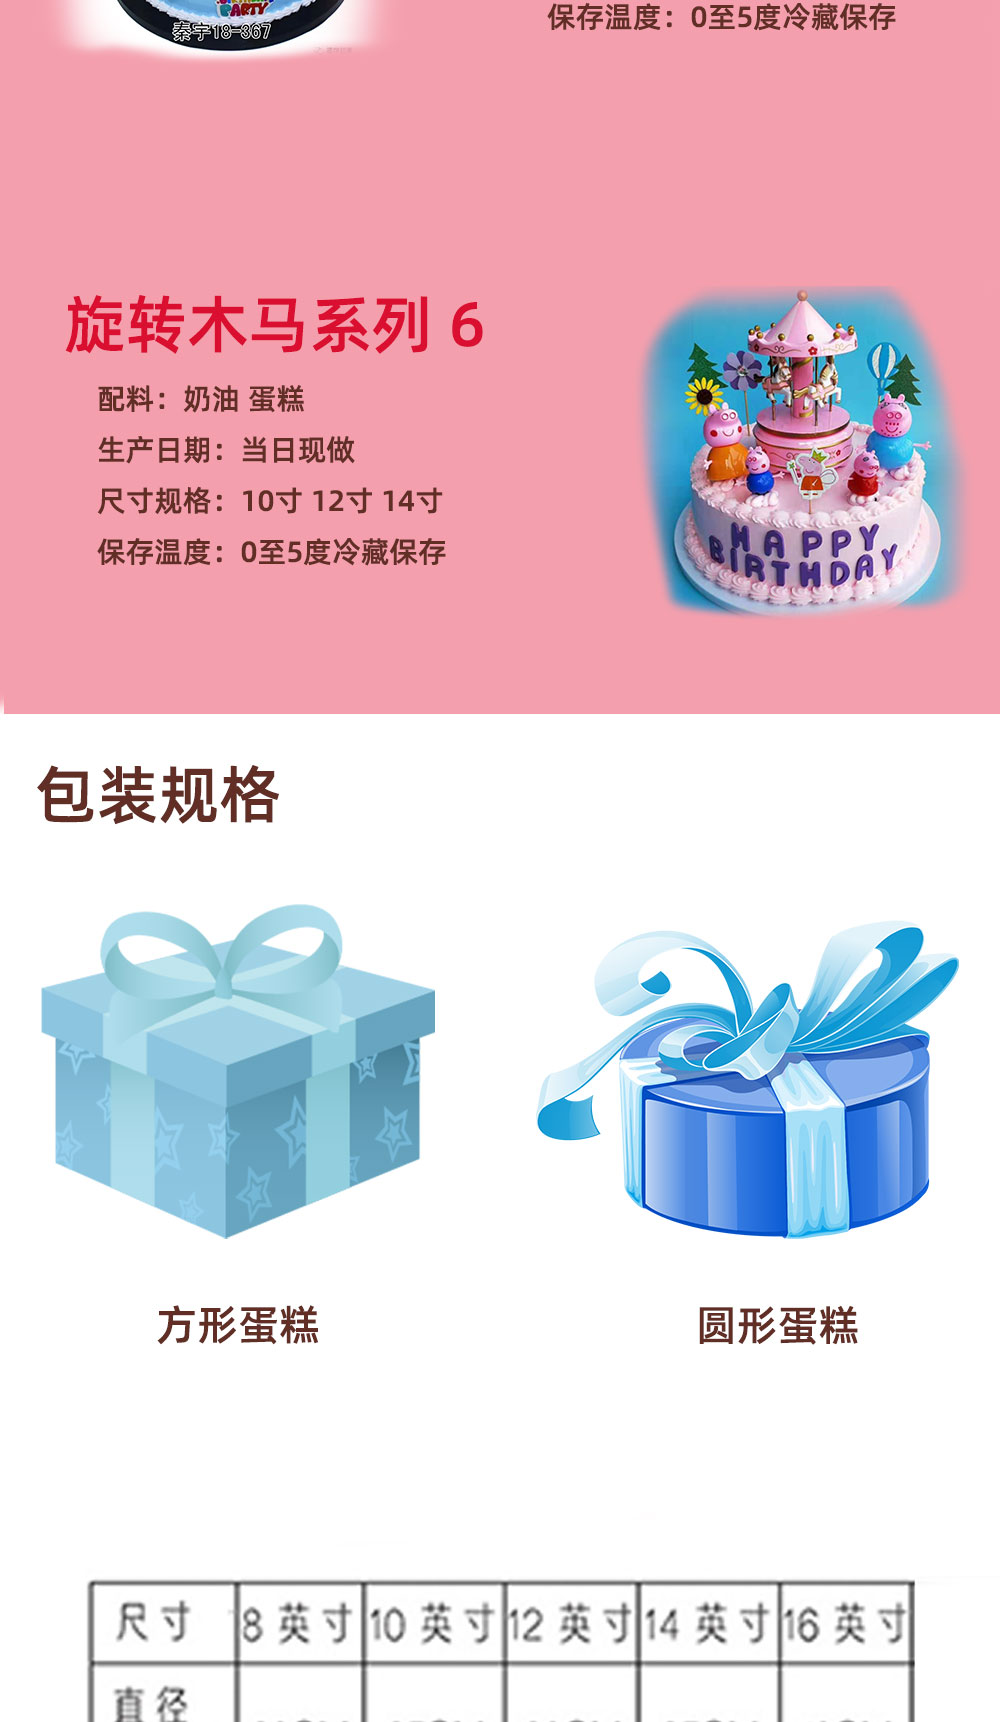 PARTY
秦宇18-367
保存温度：0至5度冷藏保存
旋转木马系列 6
配料：奶油 蛋糕
生产日期：当日现做
尺寸规格：10寸 12寸 14寸
保存温度：0至5度冷藏保存
HAPPY
BIRTHDAY
包装规格
方形蛋糕
圆形蛋糕
尺寸 8英寸 10英寸 12英寸 14英寸 16英寸
直径